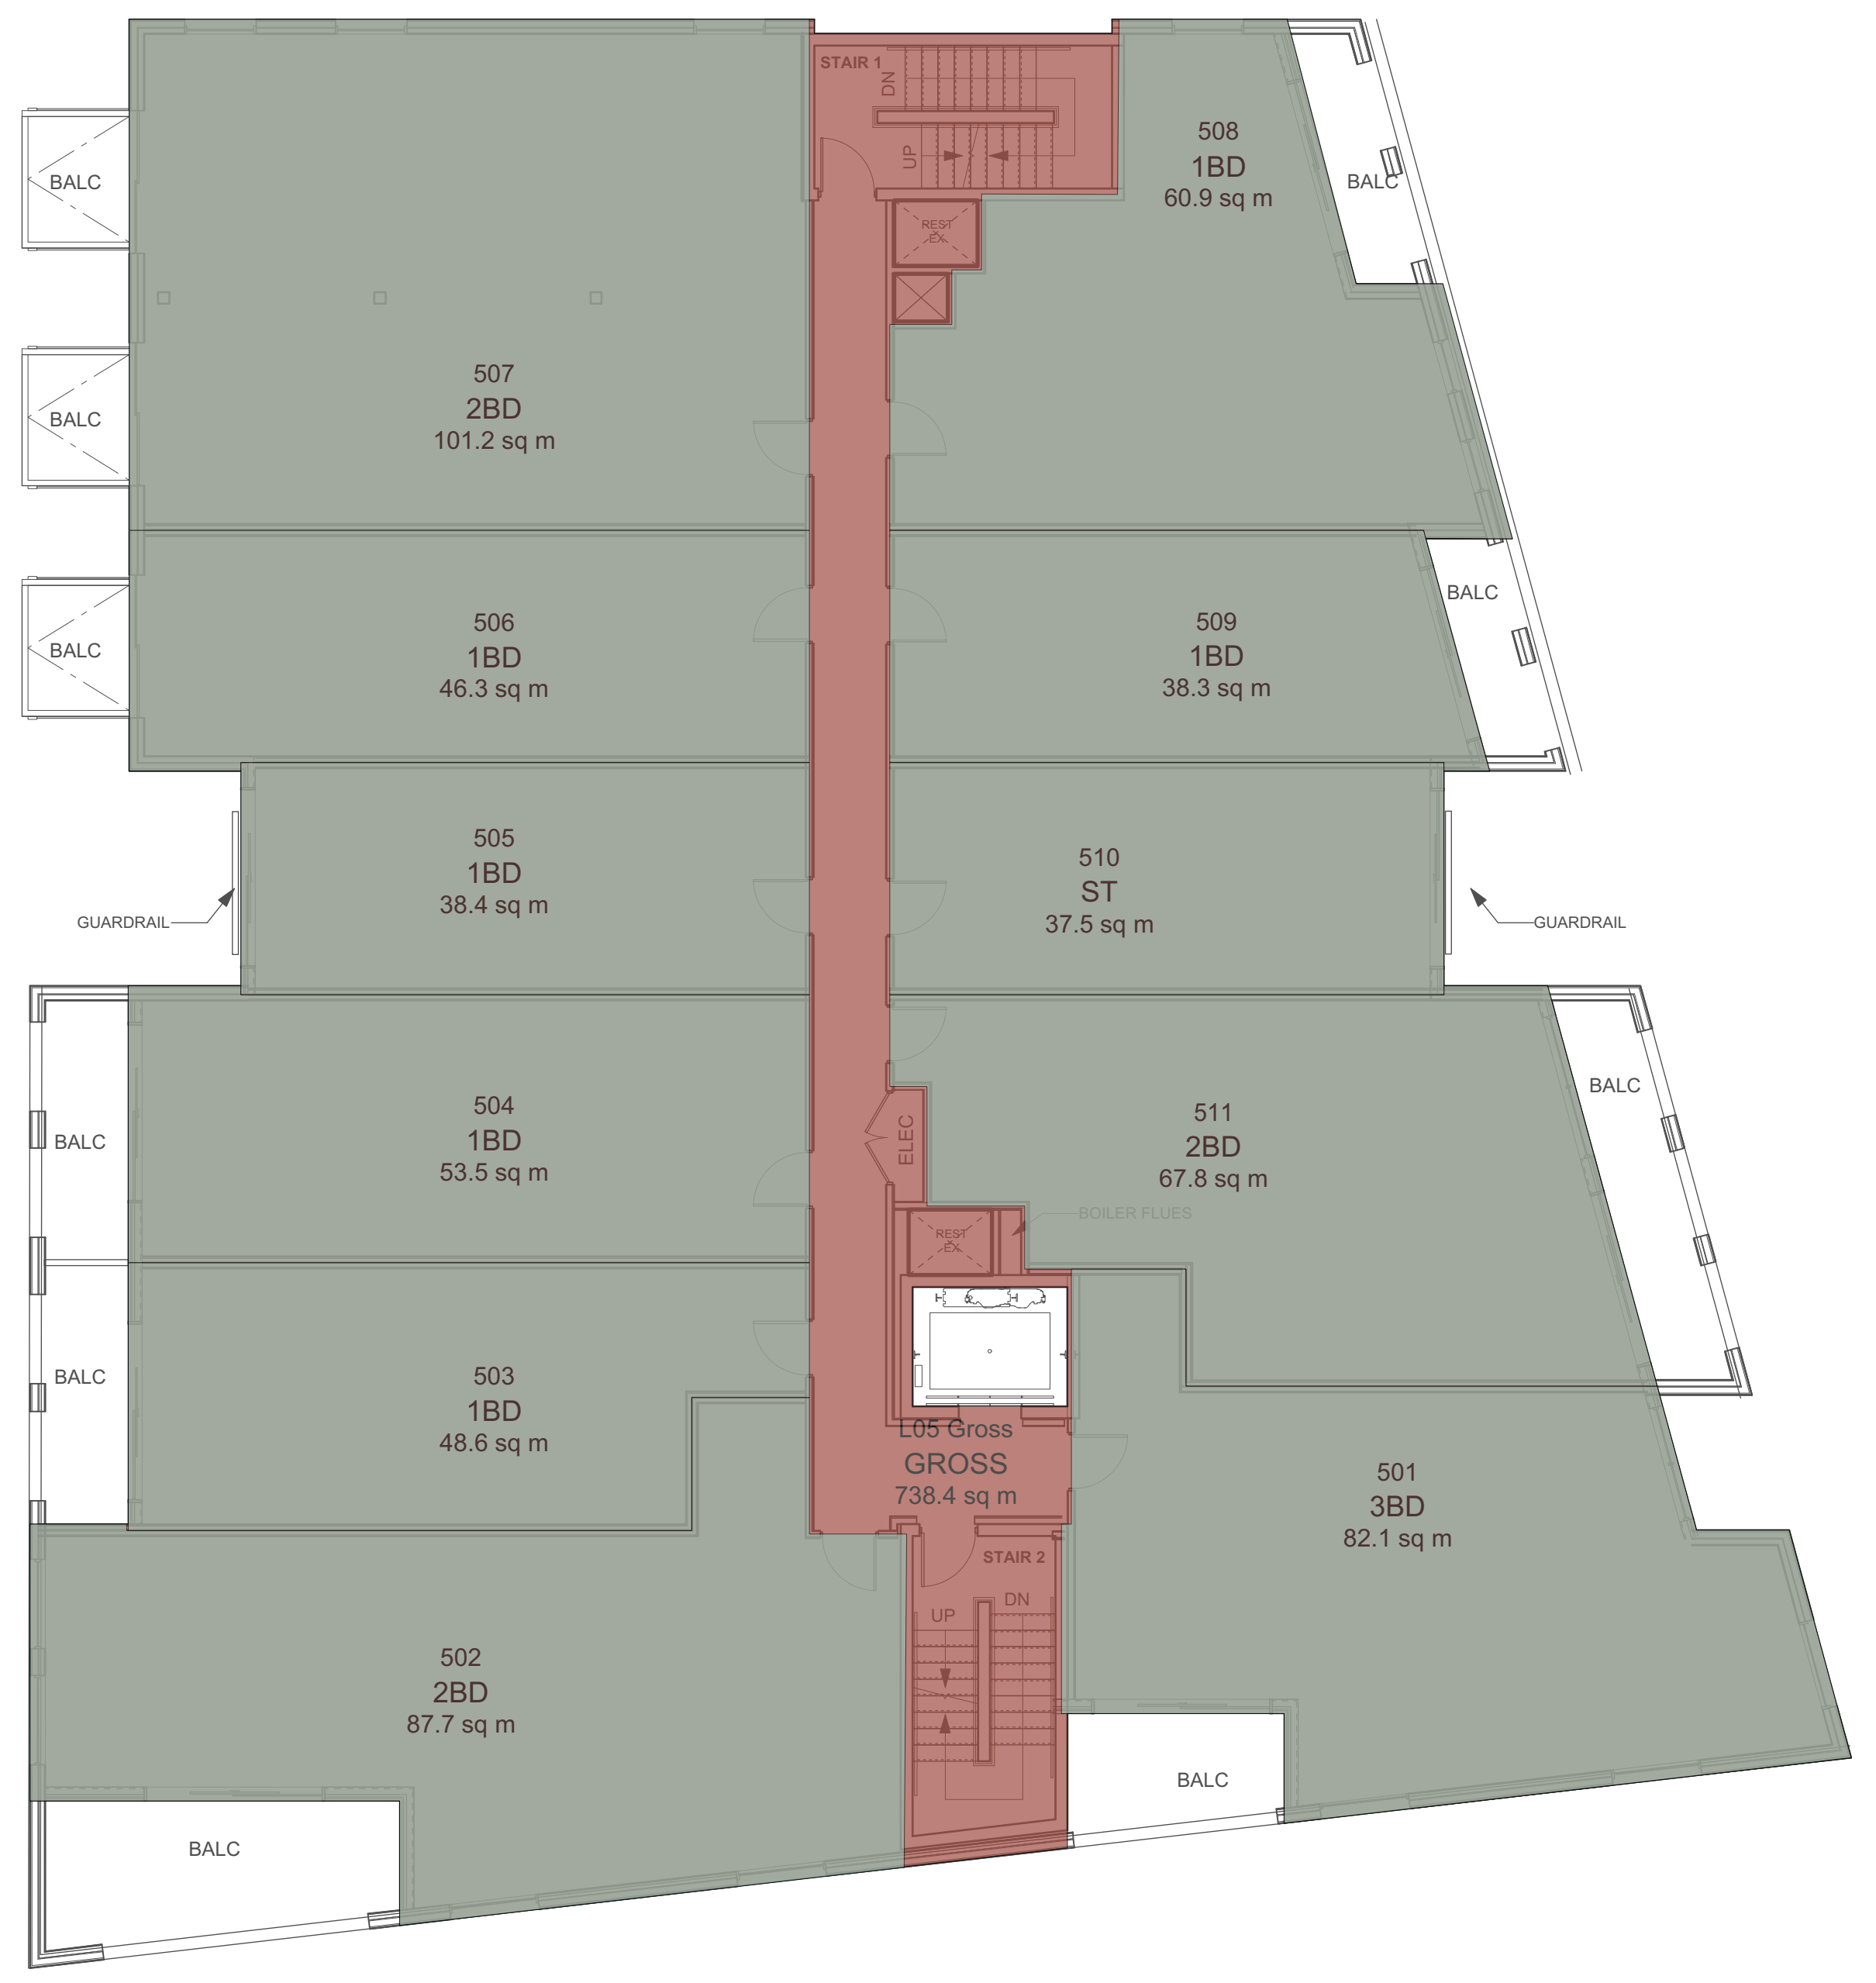 STAIR 1
DN
UP
REST
EX
508
1BD
60.9 sq m
BALC
BALC
507
2BD
101.2 sq m
BALC
506
1BD
46.3 sq m
BALC
509
1BD
38.3 sq m
BALC
505
1BD
38.4 sq m
GUARDRAIL
510
ST
37.5 sq m
GUARDRAIL
504
1BD
53.5 sq m
BALC
ELEC
511
2BD
67.8 sq m
BALC
REST
EX
BOILER FLUES
503
1BD
48.6 sq m
BALC
L05 Gross
GROSS
738.4 sq m
501
3BD
82.1 sq m
STAIR 2
UP
DN
502
2BD
87.7 sq m
BALC
BALC